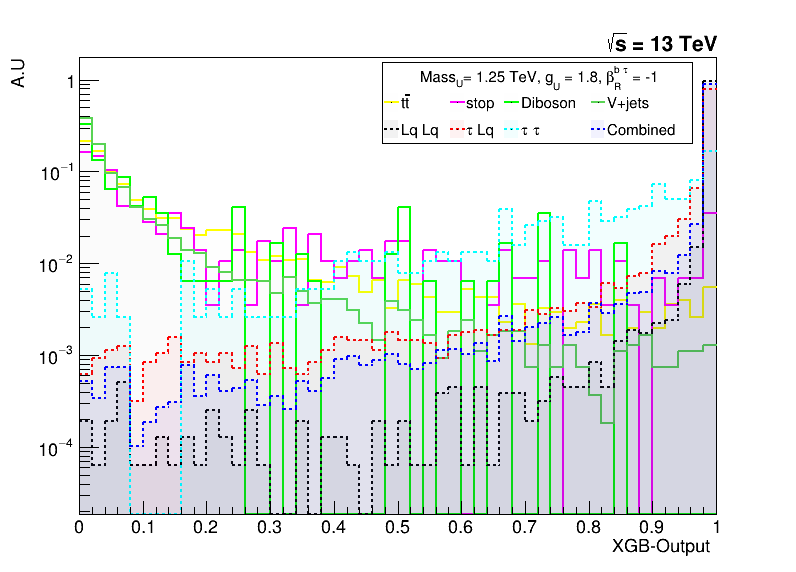 √s = 13 TeV
A.U
Mass_U= 1.25 TeV, g_U = 1.8, β_R^{b τ} = -1
tt̄ stop Diboson V+jets
Lq Lq τ Lq τ τ Combined
1
10⁻¹
10⁻²
10⁻³
10⁻⁴
0 0.1 0.2 0.3 0.4 0.5 0.6 0.7 0.8 0.9 1
XGB-Output